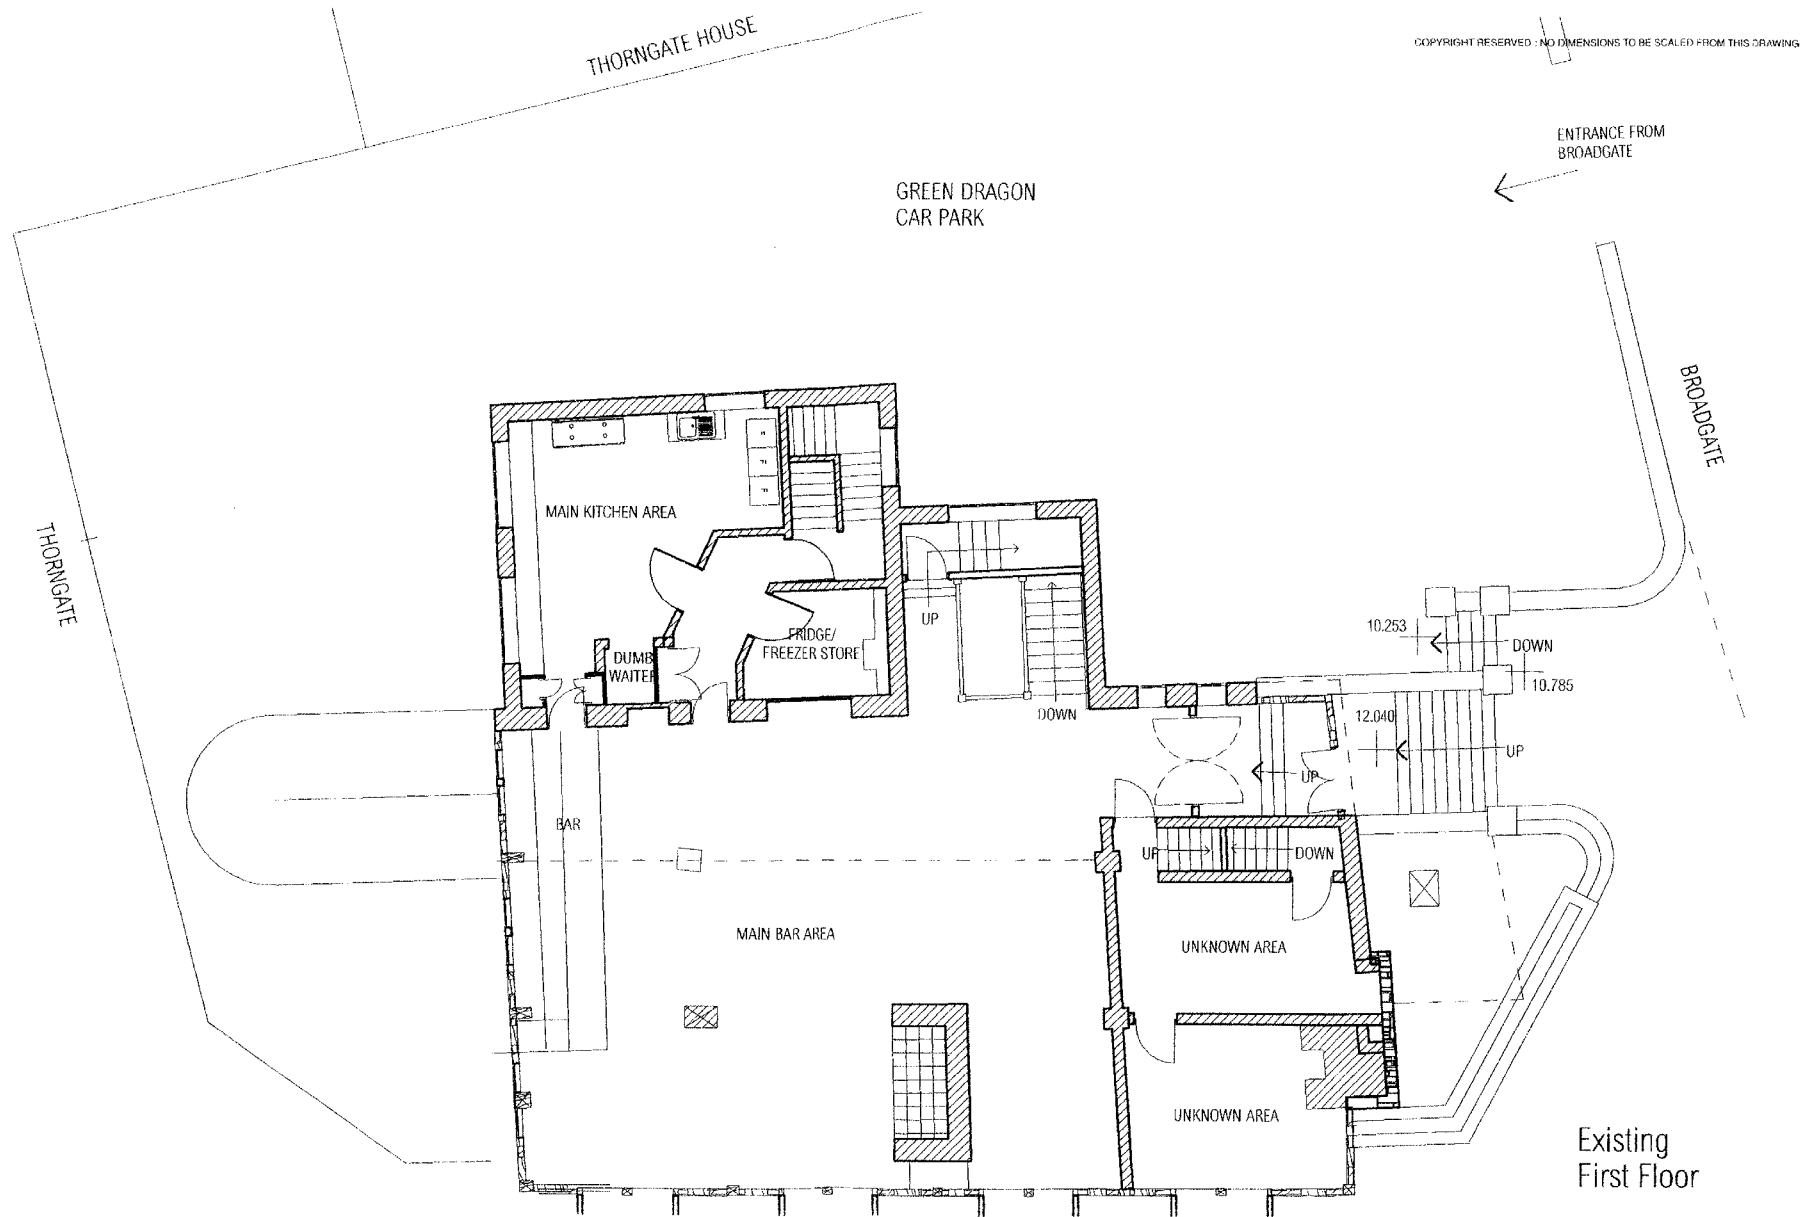 THORNGATE HOUSE
COPYRIGHT RESERVED : NO DIMENSIONS TO BE SCALED FROM THIS DRAWING
ENTRANCE FROM
BROADGATE
GREEN DRAGON
CAR PARK
BROADGATE
THORNGATE
MAIN KITCHEN AREA
F
F
F
UP
FRIDGE/
FREEZER STORE
DUMB
WAITER
DOWN
10.253
DOWN
10.785
12.040
UP
UP
BAR
UP
DOWN
MAIN BAR AREA
UNKNOWN AREA
UNKNOWN AREA
Existing
First Floor